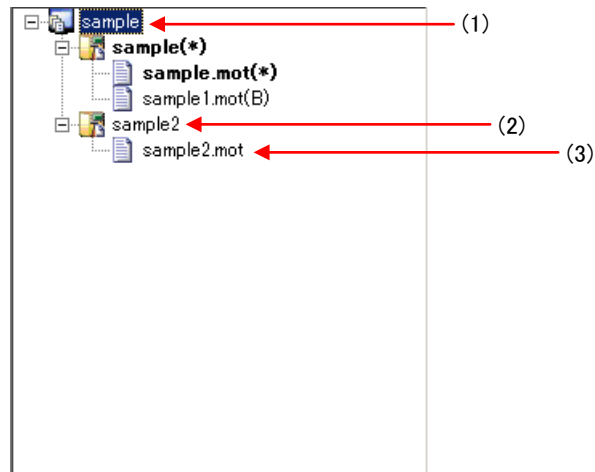 sample (1)
sample(*)
sample.mot(*)
sample1.mot(B)
sample2 (2)
sample2.mot (3)